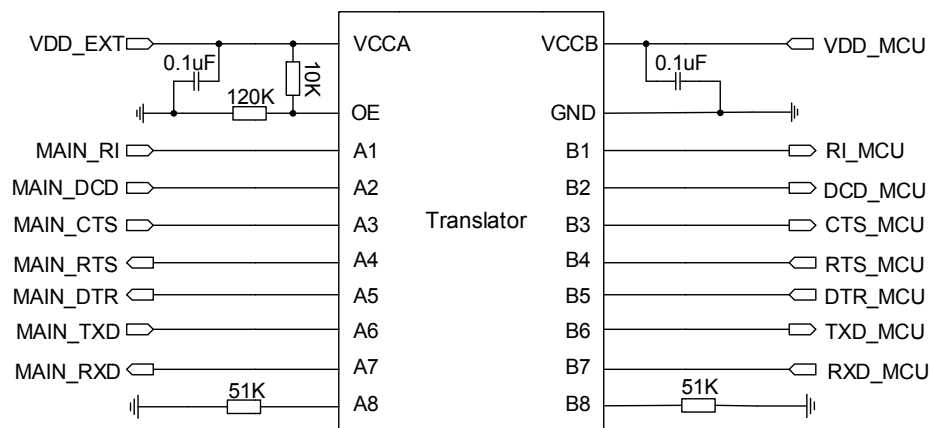 VDD_EXT VCCA VCCB VDD_MCU
0.1uF 10K 0.1uF
120K OE GND
MAIN_RI A1 B1 RI_MCU
MAIN_DCD A2 B2 DCD_MCU
MAIN_CTS A3 Translator B3 CTS_MCU
MAIN_RTS A4 B4 RTS_MCU
MAIN_DTR A5 B5 DTR_MCU
MAIN_TXD A6 B6 TXD_MCU
MAIN_RXD A7 B7 RXD_MCU
51K A8 B8 51K